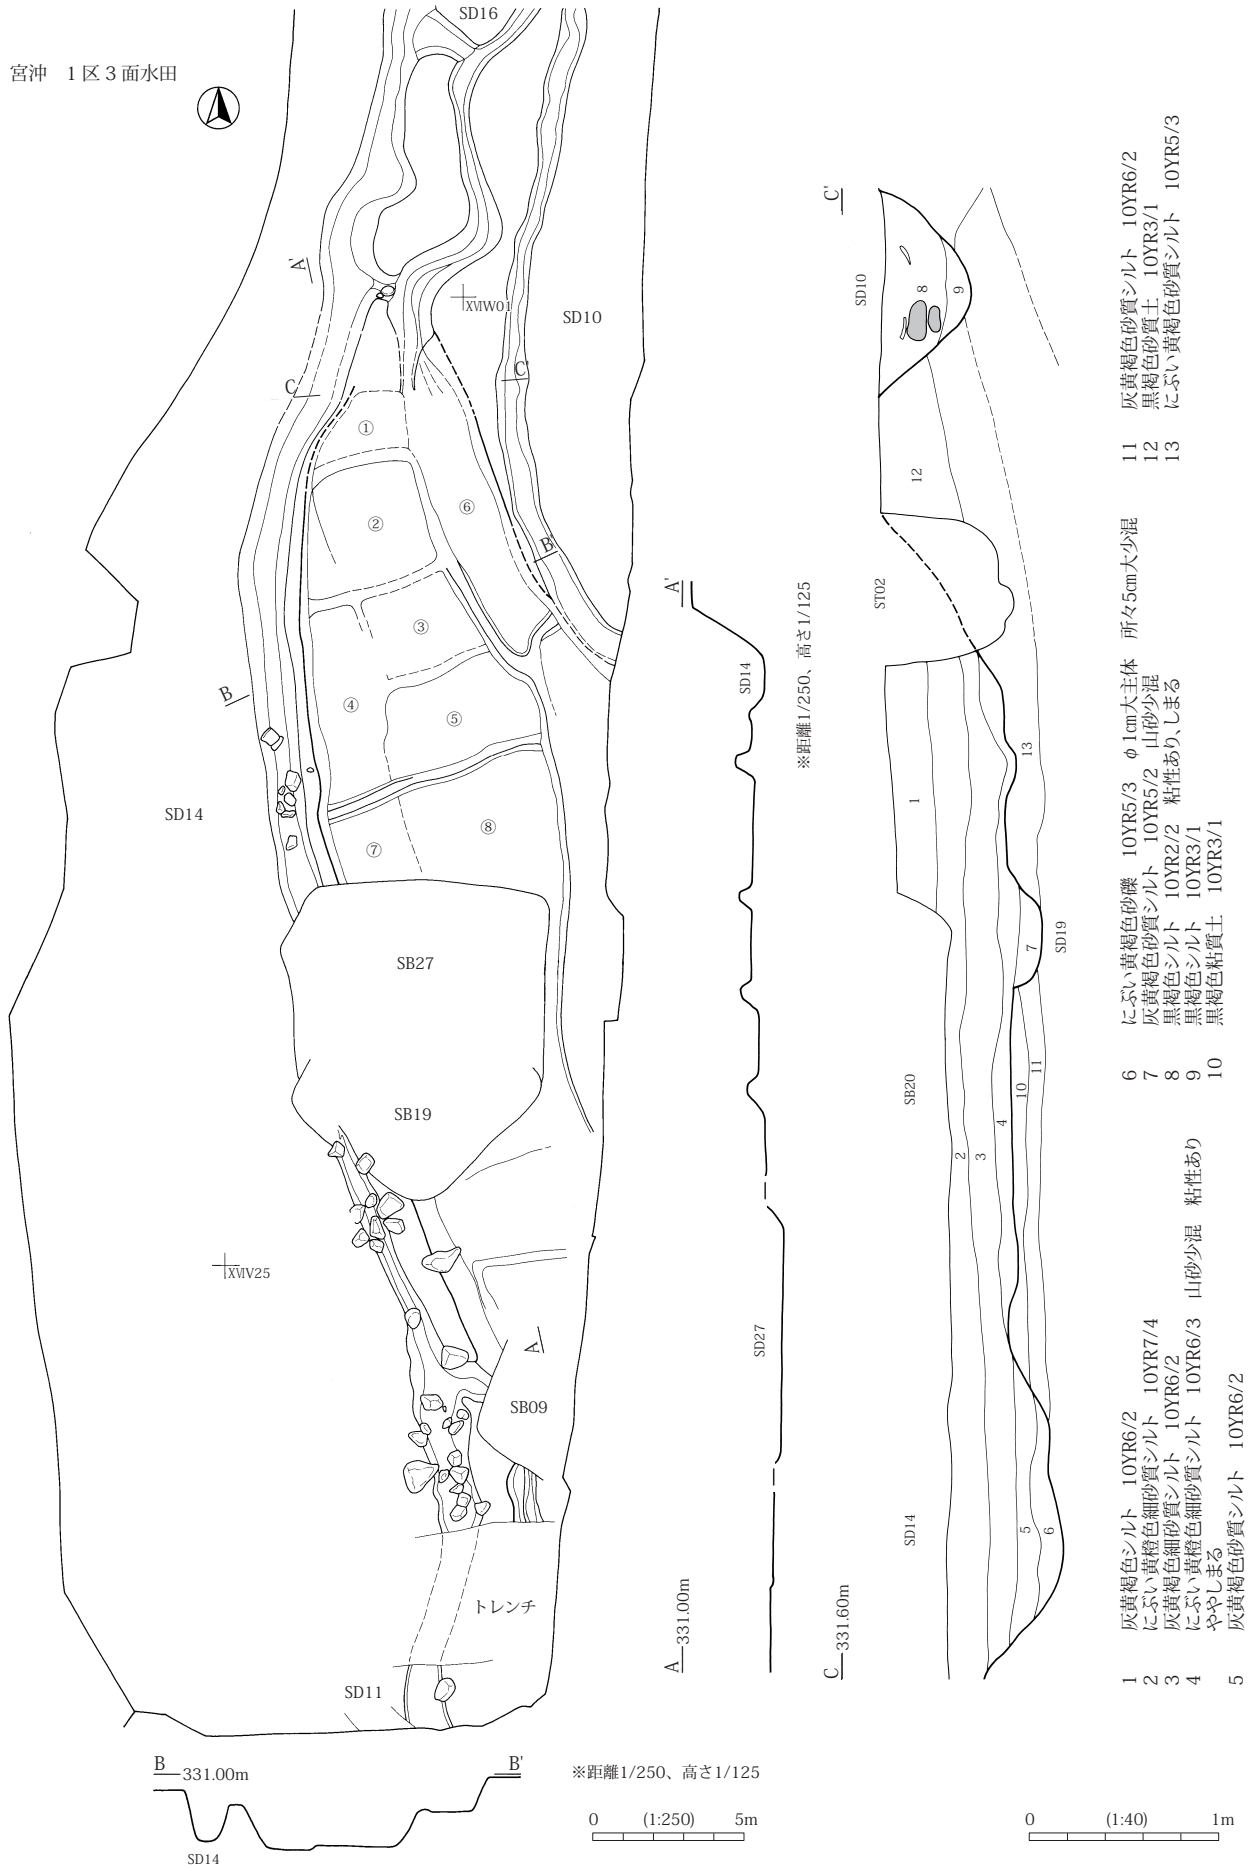 宮沖　1区3面水田
SD16
A'
XVIIW01
SD10
C
C'
①
②
⑥
B'
③
B
④
⑤
SD14
⑦
⑧
SB27
SB19
XVIIV25
A
SB09
トレンチ
SD11
A'
SD14
SD27
A 331.00m
※距離1/250、高さ1/125
C'
SD10
8
9
12
ST02
1
13
7
SD19
SB20
2
3
4
10
11
SD14
5
6
C 331.60m
1 灰黄褐色シルト 10YR6/2
2 にぶい黄橙色細砂質シルト 10YR7/4
3 灰黄褐色細砂質シルト 10YR6/2
4 にぶい黄橙色細砂質シルト 10YR6/3 山砂少混 粘性あり
ややしまる
5 灰黄褐色砂質シルト 10YR6/2
6 にぶい黄褐色砂礫 10YR5/3 φ1cm大主体 所々5cm大少混
7 灰黄褐色砂質シルト 10YR5/2 山砂少混
8 黒褐色シルト 10YR2/2 粘性あり、しまる
9 黒褐色シルト 10YR3/1
10 黒褐色粘質土 10YR3/1
11 灰黄褐色砂質シルト 10YR6/2
12 黒褐色砂質土 10YR3/1
13 にぶい黄褐色砂質シルト 10YR5/3
B 331.00m B'
SD14
※距離1/250、高さ1/125
0 (1:250) 5m
0 (1:40) 1m